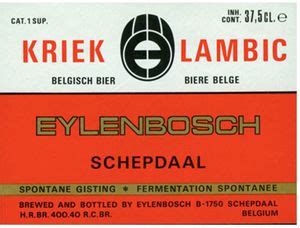 CAT. 1 SUP.
INH. CONT. 37,5 CL. e
KRIEK LAMBIC
BELGISCH BIER BIERE BELGE
EYLENBOSCH
SCHEPDAAL
SPONTANE GISTING * FERMENTATION SPONTANEE
BREWED AND BOTTLED BY EYLENBOSCH B-1750 SCHEPDAAL
H.R.BR. 400.40 R.C.BR. BELGIUM